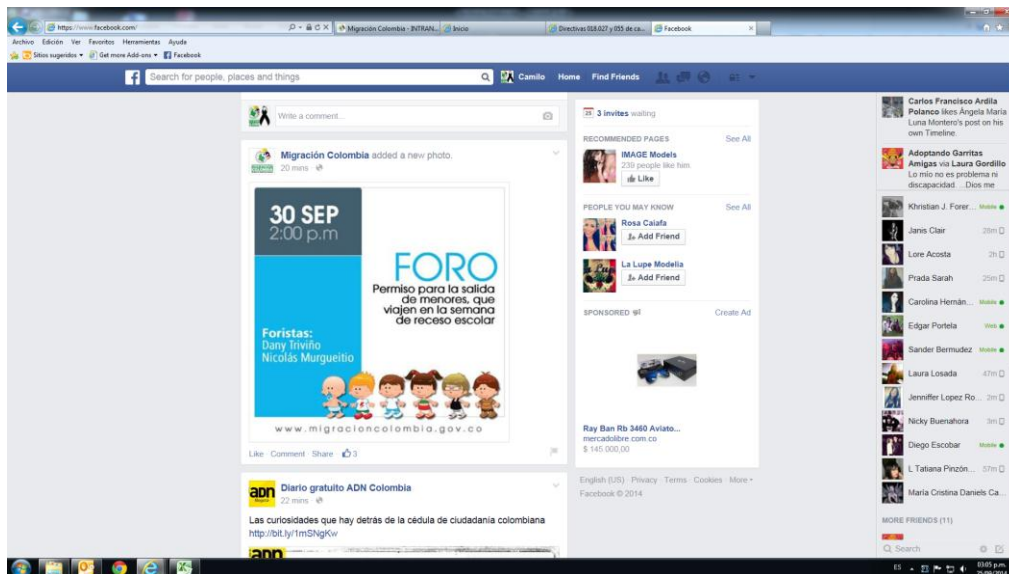 https://www.facebook.com/
Migración Colombia - INTRAN...
Inicio
Directivas 018.027 y 055 de ca...
Facebook
Archivo Edición Ver Favoritos Herramientas Ayuda
Sitios sugeridos Get more Add-ons Facebook
Search for people, places and things
Camilo Home Find Friends
Write a comment...
Migración Colombia added a new photo.
20 mins
30 SEP
2:00 p.m
FORO
Permiso para la salida
de menores, que
viajen en la semana
de receso escolar
Foristas:
Dany Triviño
Nicolás Murgueitio
www.migracioncolombia.gov.co
Like · Comment · Share · 3
adn
Diario gratuito ADN Colombia
22 mins
Las curiosidades que hay detrás de la cédula de ciudadanía colombiana
http://bit.ly/1mSNgKw
adn
25 3 invites waiting
RECOMMENDED PAGES See All
IMAGE Models
239 people like him
Like
PEOPLE YOU MAY KNOW See All
Rosa Caiafa
Add Friend
La Lupe Modelia
Add Friend
SPONSORED Create Ad
Ray Ban Rb 3460 Aviato...
mercadolibre.com.co
$ 145.000,00
English (US) · Privacy · Terms · Cookies · More
Facebook © 2014
Carlos Francisco Ardila
Polanco likes Ángela María
Luna Montero's post on his
own Timeline.
Adoptando Garritas
Amigas via Laura Gordillo
Lo mío no es problema ni
discapacidad. ...Dios me
Khristian J. Forer... Mobile
Janis Clair 28m
Lore Acosta 2h
Prada Sarah 25m
Carolina Hernán... Mobile
Edgar Portela Web
Sander Bermudez Mobile
Laura Losada 47m
Jenniffer Lopez Ro... 2m
Nicky Buenahora 3m
Diego Escobar Mobile
L Tatiana Pinzón... 57m
María Cristina Daniels Ca...
MORE FRIENDS (11)
Search
ES
03:05 p.m.
25/09/2014